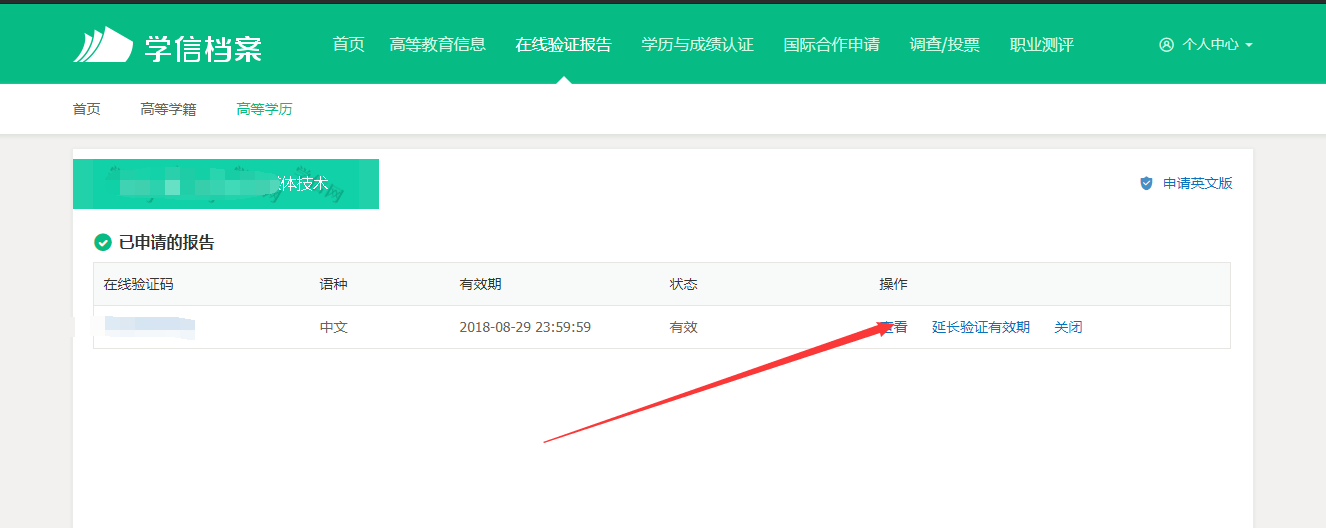 学信档案
首页 高等教育信息 在线验证报告 学历与成绩认证 国际合作申请 调查/投票 职业测评 个人中心
首页 高等学籍 高等学历
体技术
申请英文版
已申请的报告
在线验证码 语种 有效期 状态 操作
中文 2018-08-29 23:59:59 有效 查看 延长验证有效期 关闭